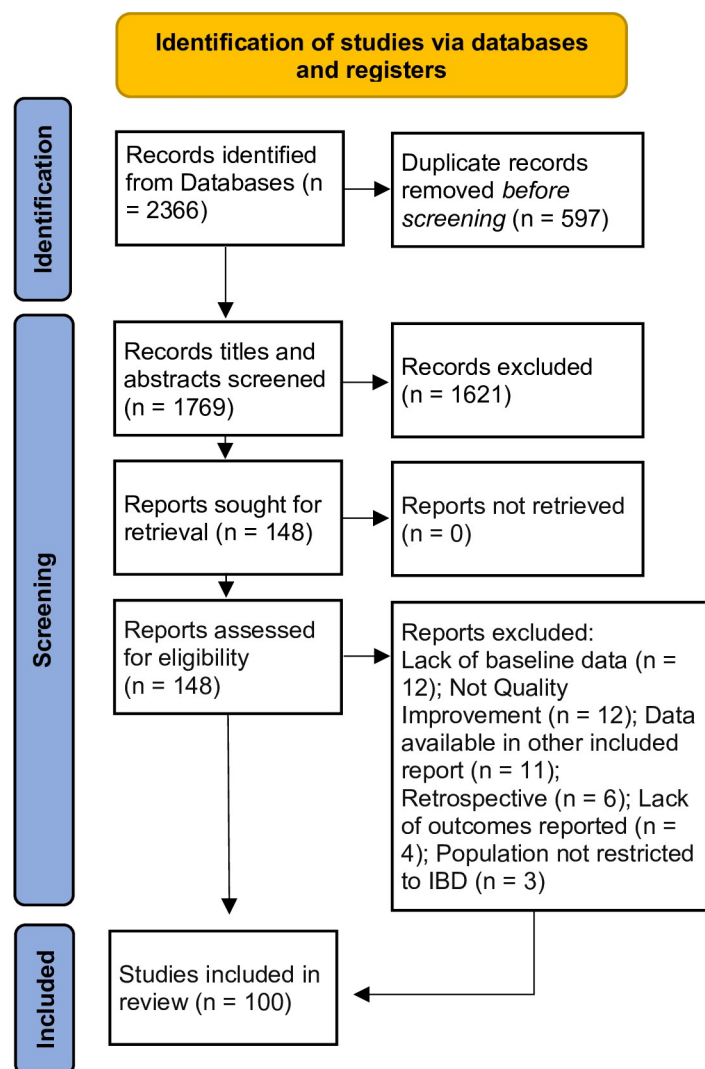 Identification of studies via databases
and registers
Identification
Records identified
from Databases (n
= 2366)
Duplicate records
removed before
screening (n = 597)
Screening
Records titles and
abstracts screened
(n = 1769)
Records excluded
(n = 1621)
Reports sought for
retrieval (n = 148)
Reports not retrieved
(n = 0)
Reports assessed
for eligibility
(n = 148)
Reports excluded:
Lack of baseline data (n =
12); Not Quality
Improvement (n = 12); Data
available in other included
report (n = 11);
Retrospective (n = 6); Lack
of outcomes reported (n =
4); Population not restricted
to IBD (n = 3)
Included
Studies included in
review (n = 100)